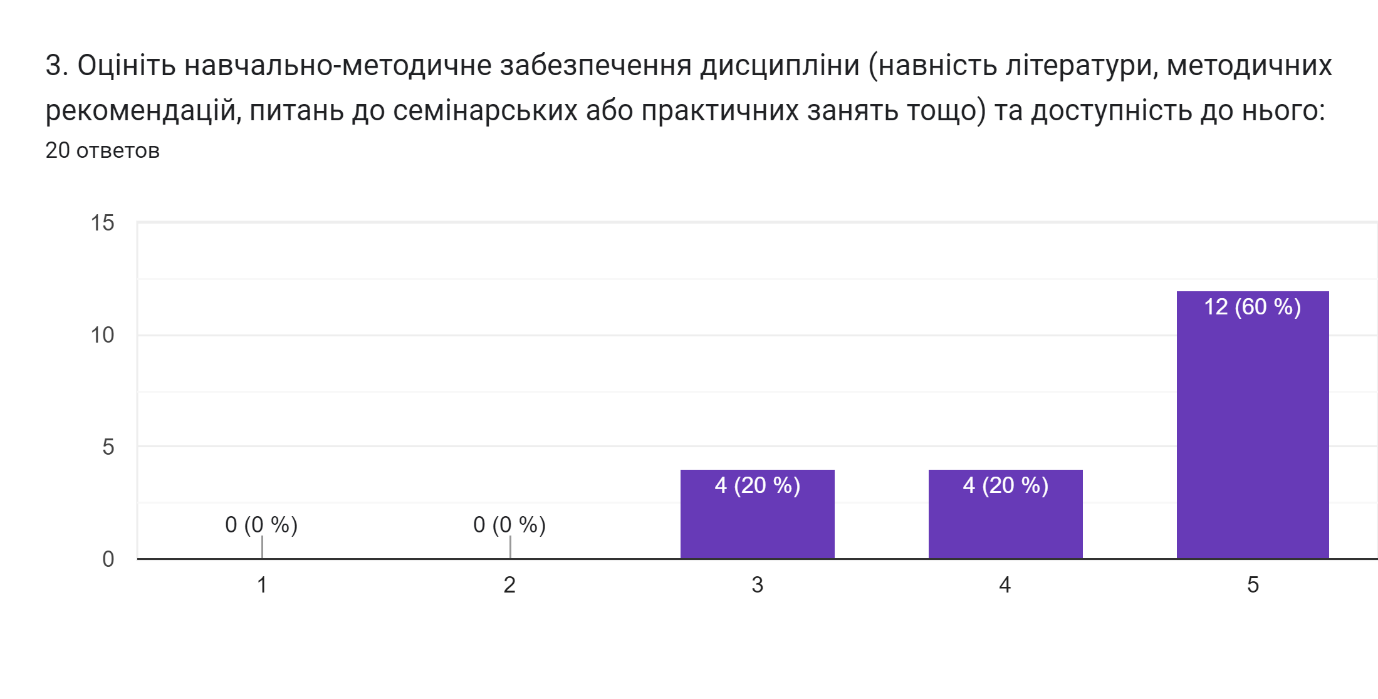 3. Оцініть навчально-методичне забезпечення дисципліни (навність літератури, методичних
рекомендацій, питань до семінарських або практичних занять тощо) та доступність до нього:
20 ответов
15
10
5
0
0 (0 %)
0 (0 %)
4 (20 %)
4 (20 %)
12 (60 %)
1
2
3
4
5